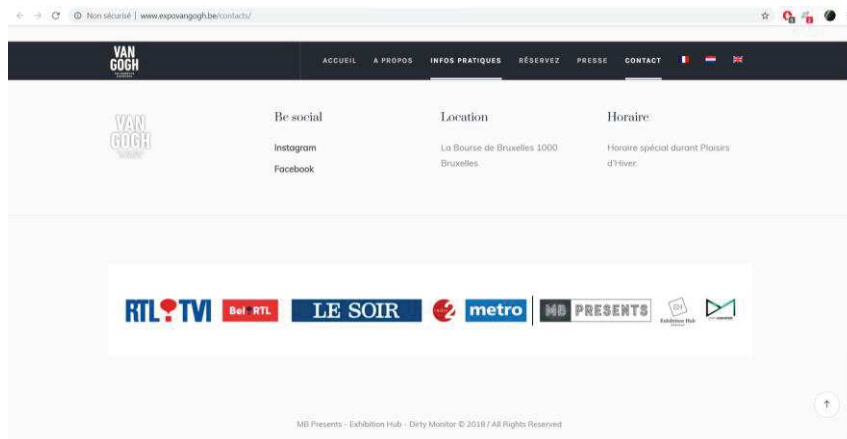 Non sécurisé | www.expovangogh.be/contacts/
VAN
GOGH
ACCUEIL A PROPOS INFOS PRATIQUES RÉSERVEZ PRESSE CONTACT
VAN
GOGH
Be social
Instagram
Facebook
Location
La Bourse de Bruxelles 1000
Bruxelles
Horaire
Horaire spécial durant Plaisirs
d'Hiver.
RTL TVI Bel RTL LE SOIR 2 metro MB PRESENTS EH
Exhibition Hub
MB Presents - Exhibition Hub - Dirty Monitor © 2018 / All Rights Reserved